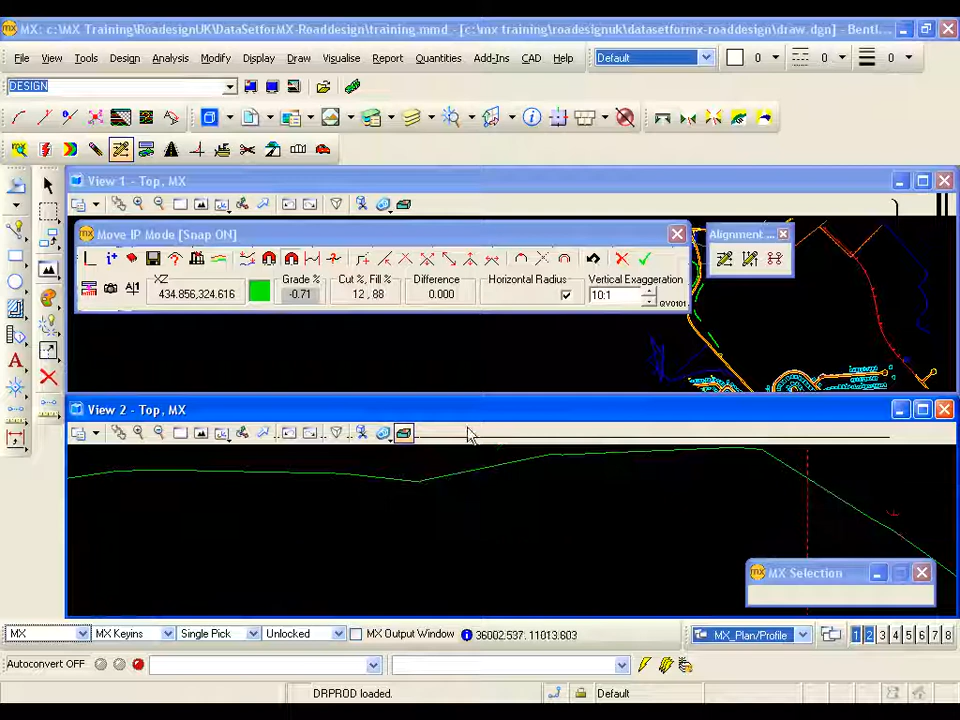 MX: c:\MX Training\RoadesignUK\DataSetforMX-Roaddesign\training.mmd - [c:\mx training\roadesignuk\datasetformx-roaddesign\draw.dgn] - Bentl...
File View Tools Design Analysis Modify Display Draw Visualise Report Quantities Add-Ins CAD Help
Default 0 0 0
DESIGN
View 1 - Top, MX
Move IP Mode [Snap ON]
Alignment ...
XZ Grade % Cut %, Fill % Difference Horizontal Radius Vertical Exaggeration
434.856,324.616 -0.71 12 , 88 0.000 10:1 QV0101
View 2 - Top, MX
MX Selection
MX MX Keyins Single Pick Unlocked MX Output Window 36002.537: 11013.603 MX_Plan/Profile 1 2 3 4 5 6 7 8
Autoconvert OFF
DRPROD loaded. Default